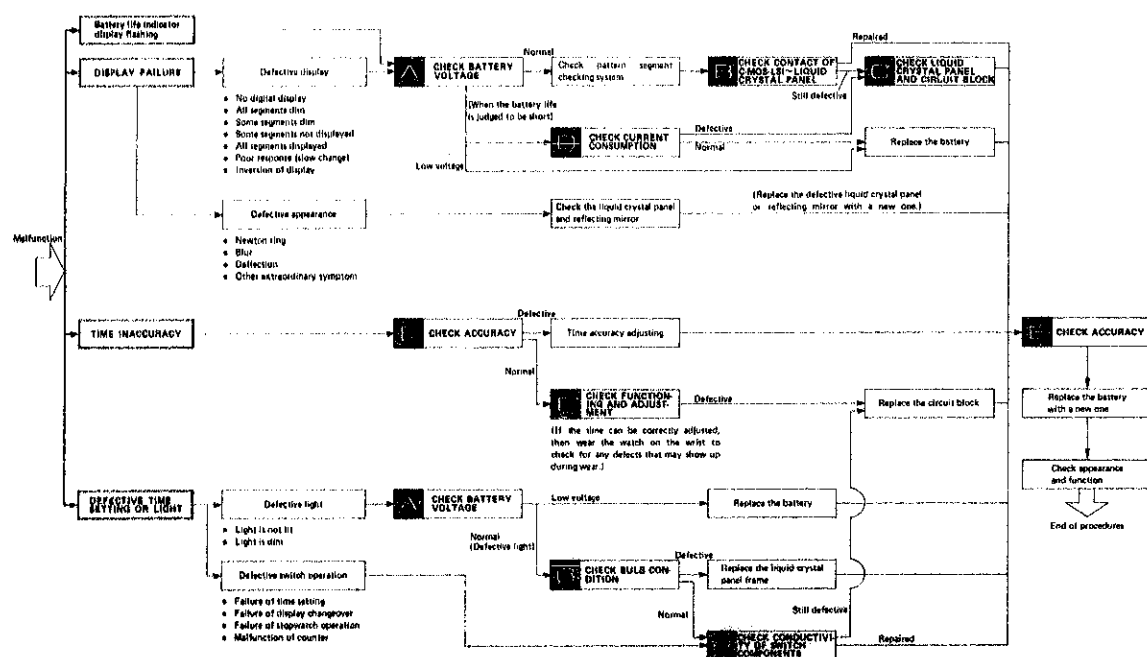 Battery life indicator
display flashing
Malfunction
DISPLAY FAILURE
Defective display
• No digital display
• All segments dim
• Some segments dim
• Some segments not displayed
• All segments displayed
• Poor response (slow change)
• Inversion of display
CHECK BATTERY
VOLTAGE
Normal
Check pattern segment
checking system
CHECK CONTACT OF
C-MOS-LSI~LIQUID
CRYSTAL PANEL
Repaired
Still defective
CHECK LIQUID
CRYSTAL PANEL
AND CIRCUIT BLOCK
(When the battery life
is judged to be short)
CHECK CURRENT
CONSUMPTION
Defective
Normal
Low voltage
Replace the battery
Defective appearance
• Newton ring
• Blur
• Deflection
• Other extraordinary symptom
Check the liquid crystal panel
and reflecting mirror
(Replace the defective liquid crystal panel
or reflecting mirror with a new one.)
TIME INACCURACY
CHECK ACCURACY
Defective
Time accuracy adjusting
CHECK ACCURACY
Normal
CHECK FUNCTION-
ING AND ADJUST-
MENT
Defective
Replace the circuit block
(If the time can be correctly adjusted,
then wear the watch on the wrist to
check for any defects that may show up
during wear.)
Replace the battery
with a new one
Check appearance
and function
End of procedures
DEFECTIVE TIME
SETTING OR LIGHT
Defective light
• Light is not lit
• Light is dim
CHECK BATTERY
VOLTAGE
Low voltage
Replace the battery
Normal
(Defective light)
CHECK BULB CON-
DITION
Defective
Replace the liquid crystal
panel frame
Defective switch operation
• Failure of time setting
• Failure of display changeover
• Failure of stopwatch operation
• Malfunction of counter
Normal
Still defective
CHECK CONDUCTIVI-
TY OF SWITCH
COMPONENTS
Repaired